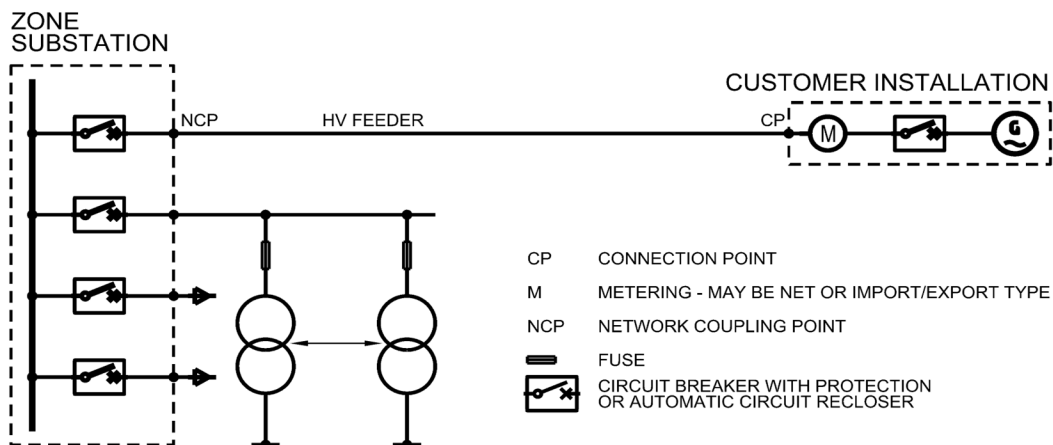 ZONE
SUBSTATION
CUSTOMER INSTALLATION
NCP
HV FEEDER
CP
M
G
CP CONNECTION POINT
M METERING - MAY BE NET OR IMPORT/EXPORT TYPE
NCP NETWORK COUPLING POINT
FUSE
CIRCUIT BREAKER WITH PROTECTION
OR AUTOMATIC CIRCUIT RECLOSER